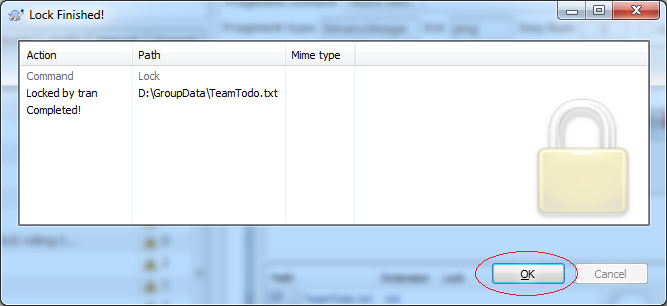 Lock Finished!
Action Path Mime type
Command Lock
Locked by tran D:\GroupData\TeamTodo.txt
Completed!
OK Cancel